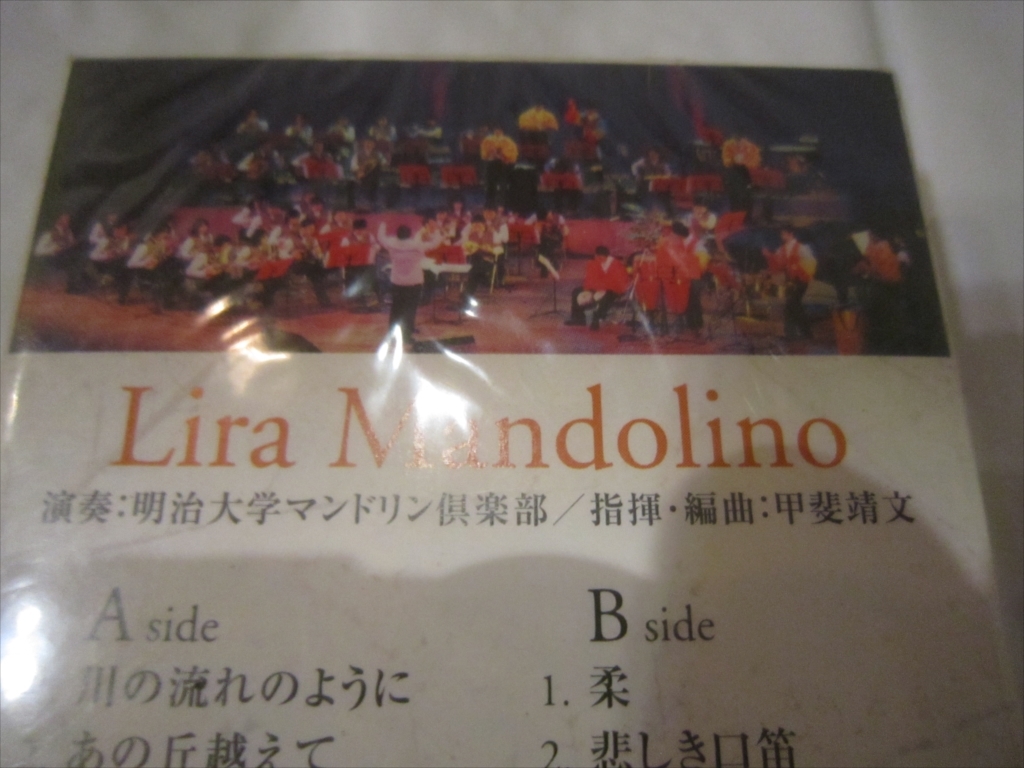 Lira Mandolino
演奏:明治大学マンドリン倶楽部／指揮・編曲:甲斐靖文
A side
川の流れのように
あの丘越えて
B side
1. 柔
2. 悲しき口笛